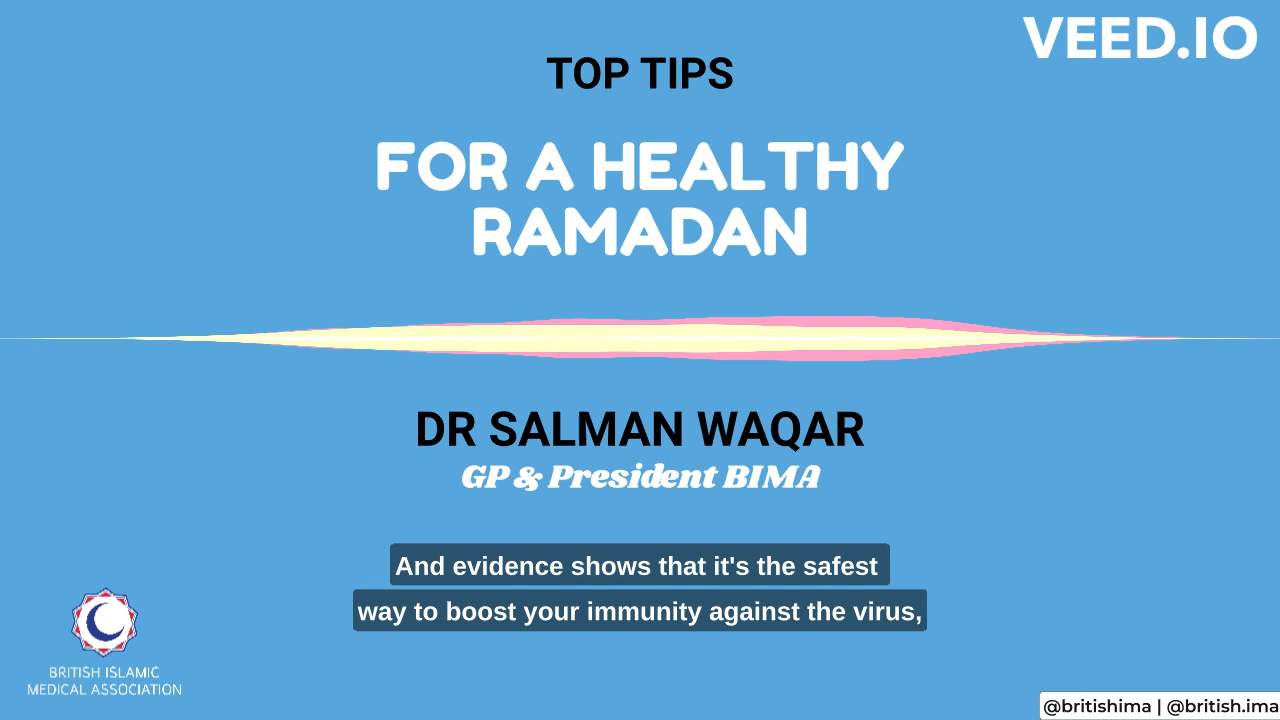 VEED.IO
TOP TIPS
FOR A HEALTHY
RAMADAN
DR SALMAN WAQAR
GP & President BIMA
And evidence shows that it's the safest
way to boost your immunity against the virus,
BRITISH ISLAMIC
MEDICAL ASSOCIATION
@britishima | @british.ima